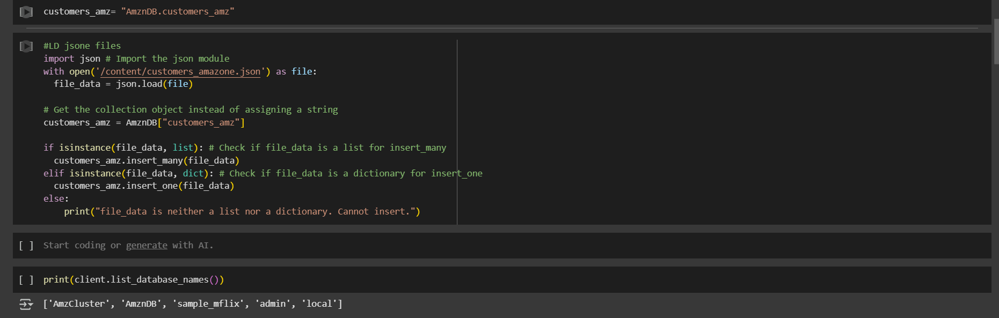 customers_amz= "AmznDB.customers_amz"
#LD jsone files
import json # Import the json module
with open('/content/customers_amazone.json') as file:
  file_data = json.load(file)
# Get the collection object instead of assigning a string
customers_amz = AmznDB["customers_amz"]
if isinstance(file_data, list): # Check if file_data is a list for insert_many
  customers_amz.insert_many(file_data)
elif isinstance(file_data, dict): # Check if file_data is a dictionary for insert_one
  customers_amz.insert_one(file_data)
else:
    print("file_data is neither a list nor a dictionary. Cannot insert.")
[ ] Start coding or generate with AI.
[ ] print(client.list_database_names())
['AmzCluster', 'AmznDB', 'sample_mflix', 'admin', 'local']